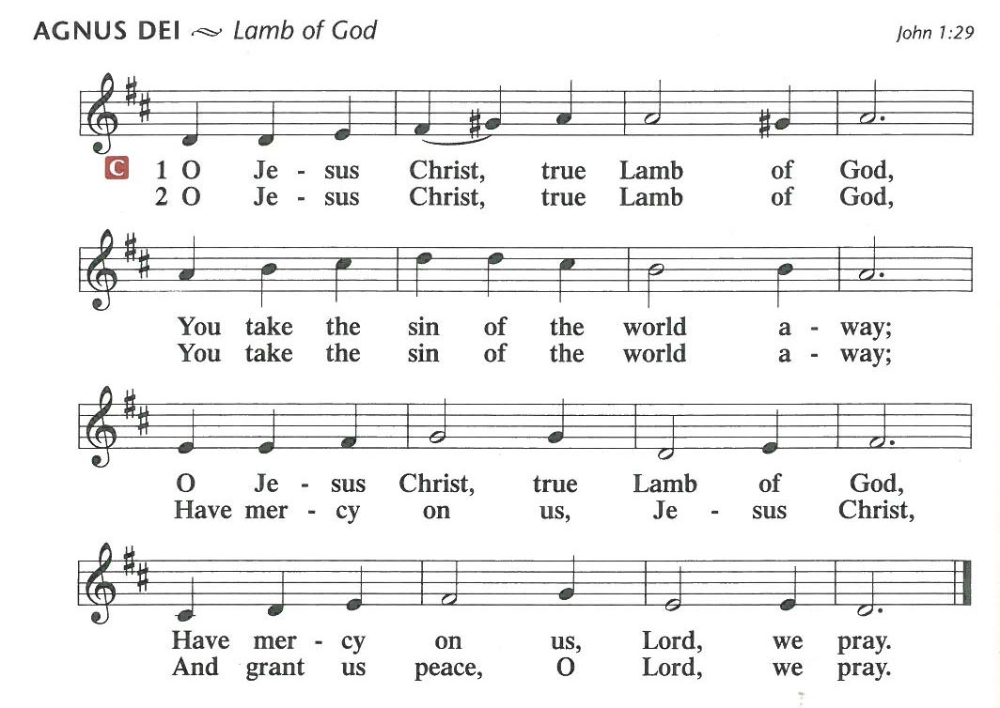 AGNUS DEI ~ Lamb of God John 1:29
C 1 O Je - sus Christ, true Lamb of God,
2 O Je - sus Christ, true Lamb of God,
You take the sin of the world a - way;
You take the sin of the world a - way;
O Je - sus Christ, true Lamb of God,
Have mer - cy on us, Je - sus Christ,
Have mer - cy on us, Lord, we pray.
And grant us peace, O Lord, we pray.